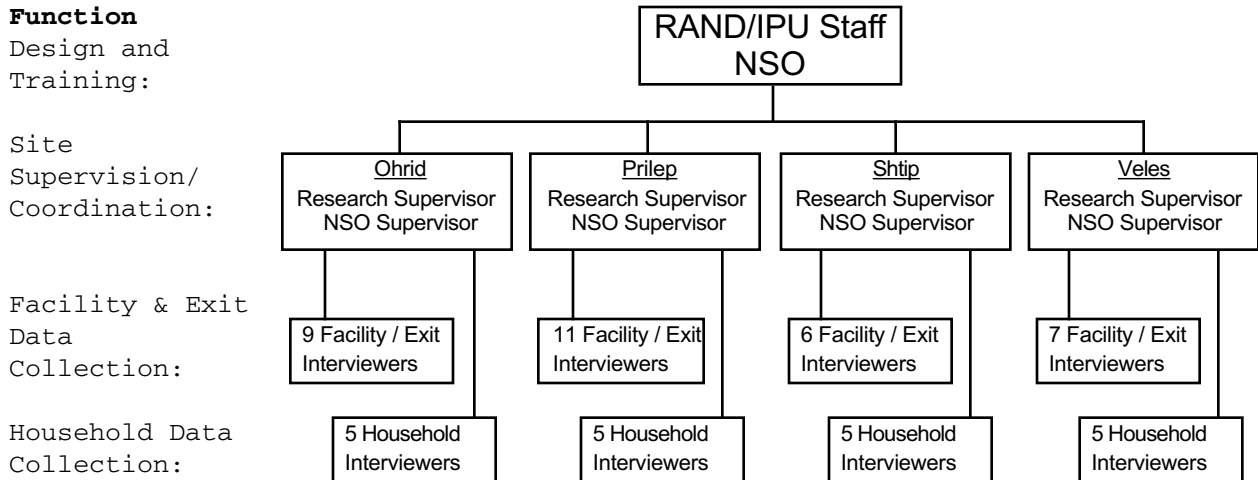 Function
Design and
Training:
RAND/IPU Staff
NSO
Site
Supervision/
Coordination:
Ohrid
Research Supervisor
NSO Supervisor
Prilep
Research Supervisor
NSO Supervisor
Shtip
Research Supervisor
NSO Supervisor
Veles
Research Supervisor
NSO Supervisor
Facility & Exit
Data
Collection:
9 Facility / Exit
Interviewers
11 Facility / Exit
Interviewers
6 Facility / Exit
Interviewers
7 Facility / Exit
Interviewers
Household Data
Collection:
5 Household
Interviewers
5 Household
Interviewers
5 Household
Interviewers
5 Household
Interviewers